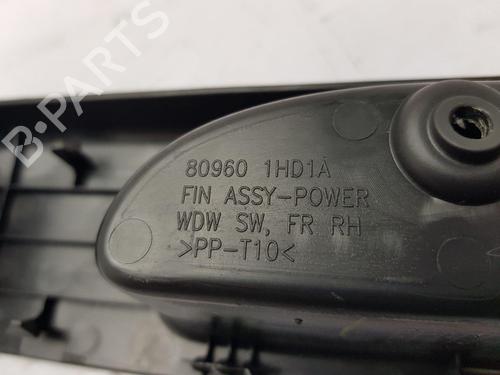 80960 1HD1A
FIN ASSY-POWER
WDW SW, FR RH
>PP-T10<
B-PARTS